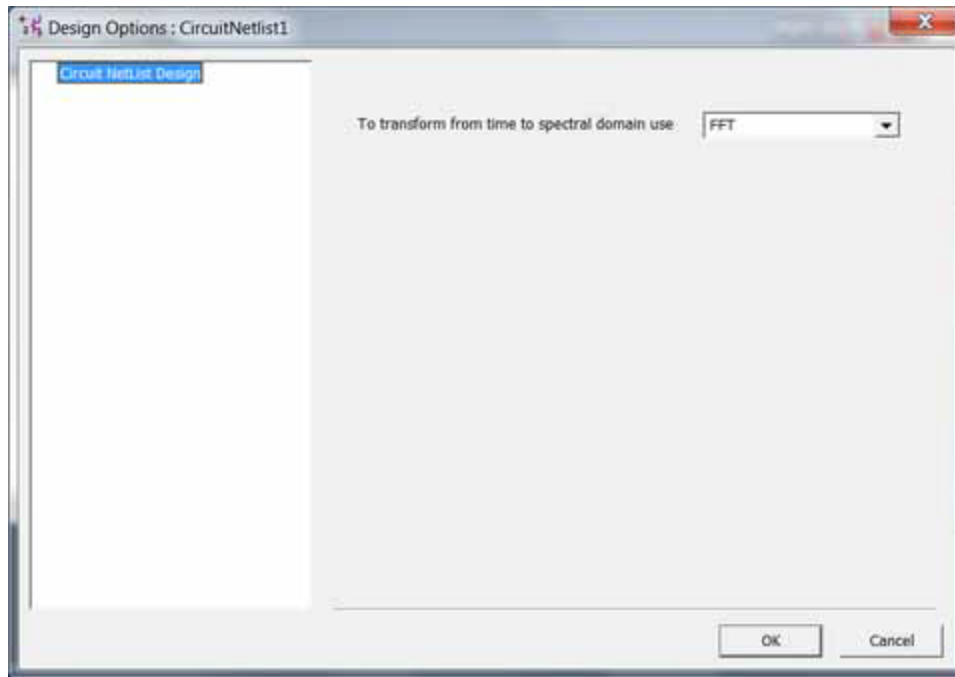 Design Options : CircuitNetlist1
Circuit NetList Design
To transform from time to spectral domain use
FFT
OK
Cancel